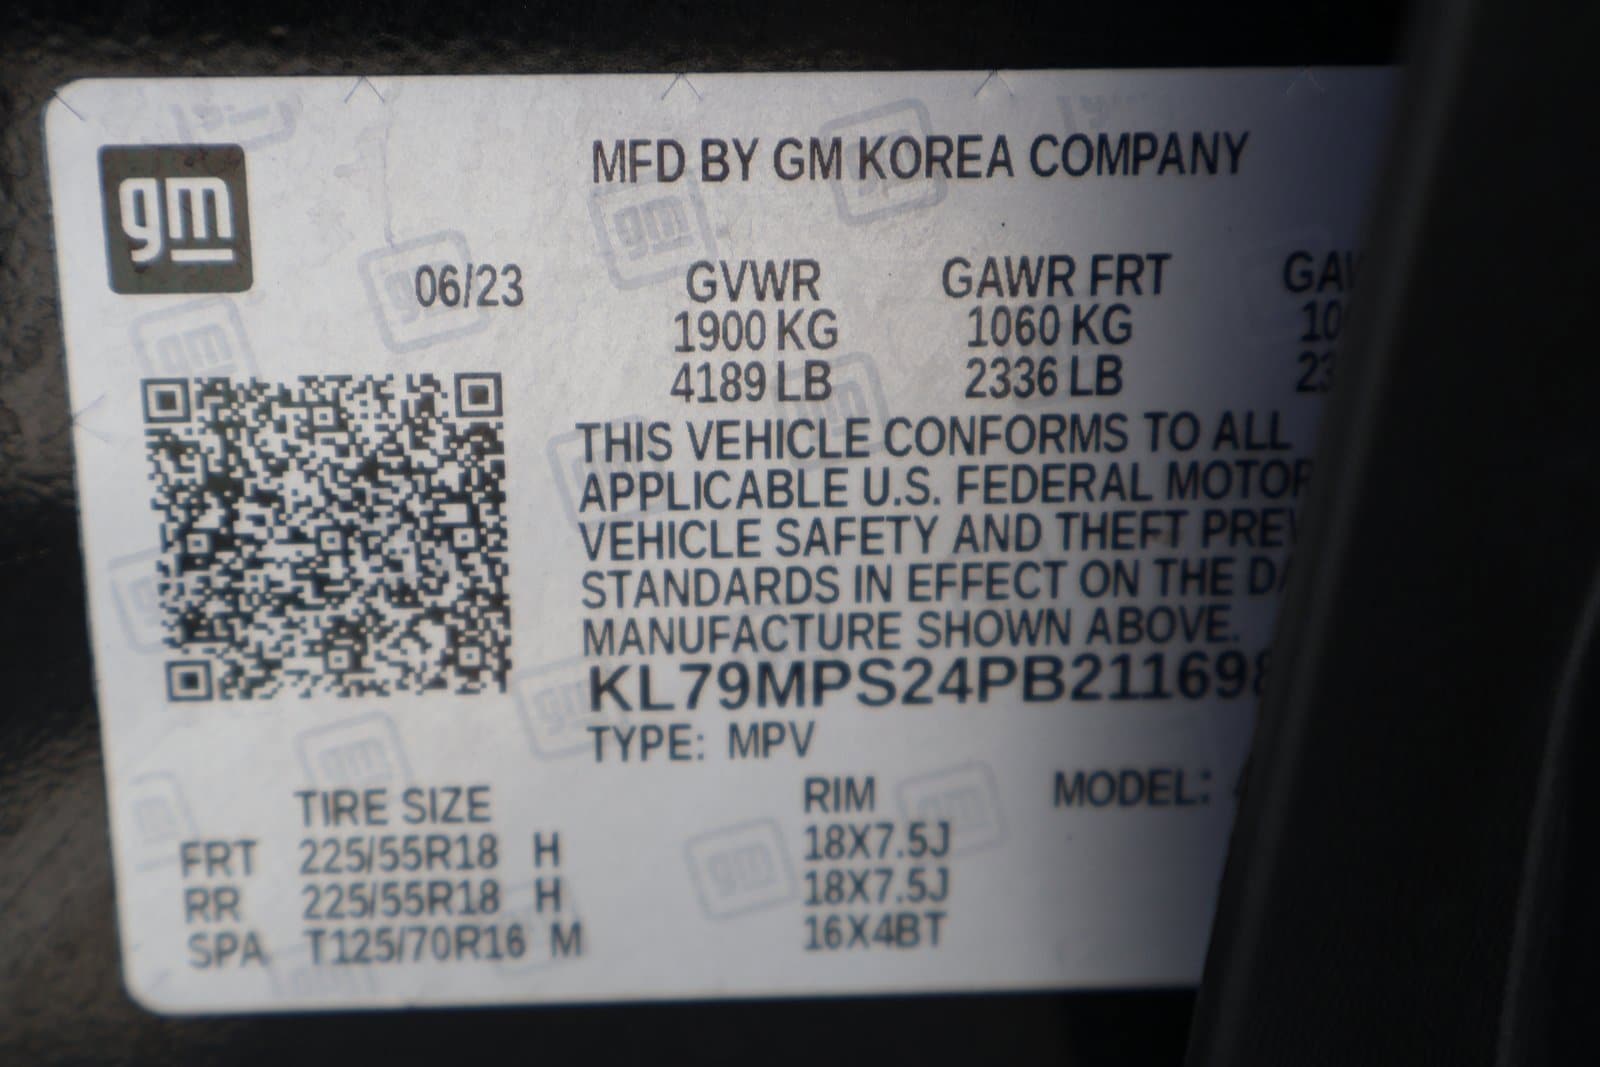 gm
MFD BY GM KOREA COMPANY
06/23
GVWR GAWR FRT
1900 KG 1060 KG
4189 LB 2336 LB
THIS VEHICLE CONFORMS TO ALL
APPLICABLE U.S. FEDERAL MOTOR
VEHICLE SAFETY AND THEFT PREV
STANDARDS IN EFFECT ON THE
MANUFACTURE SHOWN ABOVE.
KL79MPS24PB211698
TYPE: MPV
TIRE SIZE RIM MODEL:
FRT 225/55R18 H 18X7.5J
RR 225/55R18 H 18X7.5J
SPA T125/70R16 M 16X4BT